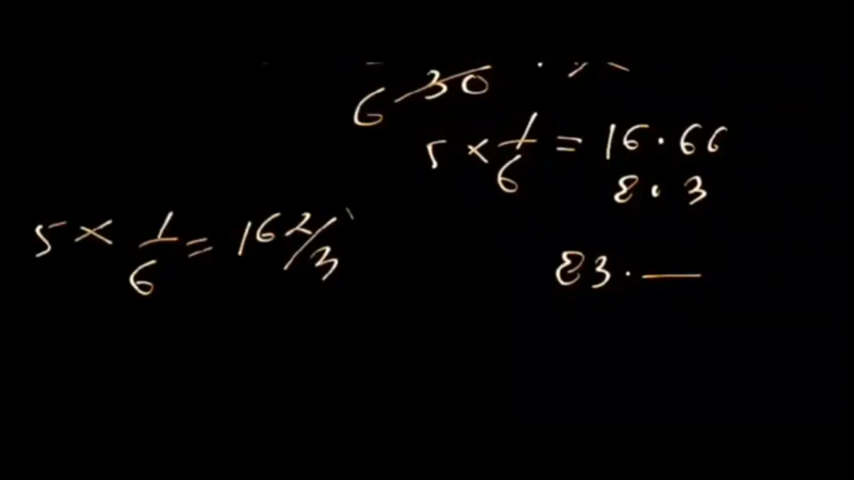 6 30
5 × 1/6 = 16.66
8.3
5 × 1/6 = 16 2/3
83.—